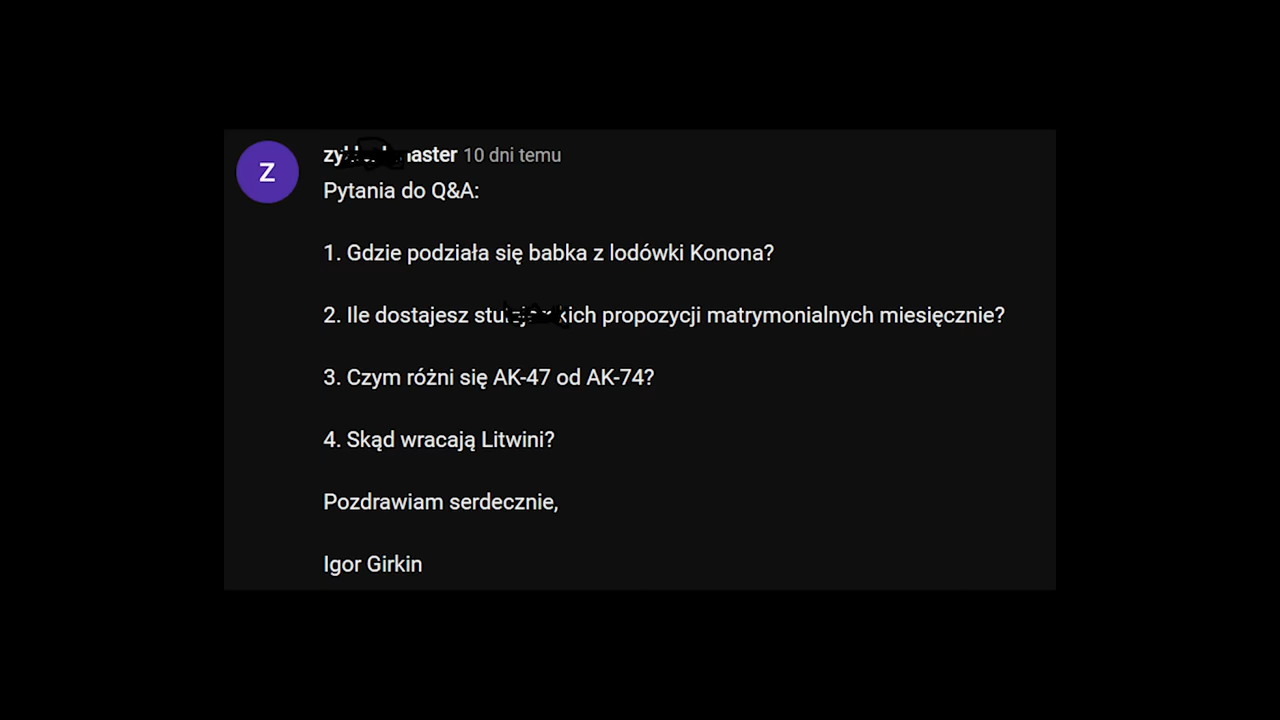 Z
10 dni temu
Pytania do Q&A:
1. Gdzie podziała się babka z lodówki Konona?
2. Ile dostajesz propozycji matrymonialnych miesięcznie?
3. Czym różni się AK-47 od AK-74?
4. Skąd wracają Litwini?
Pozdrawiam serdecznie,
Igor Girkin